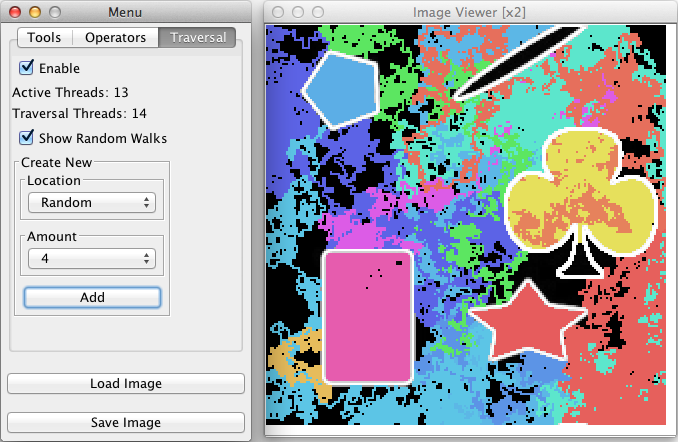 Menu
Tools Operators Traversal
Enable
Active Threads: 13
Traversal Threads: 14
Show Random Walks
Create New
Location
Random
Amount
4
Add
Load Image
Save Image
Image Viewer [x2]